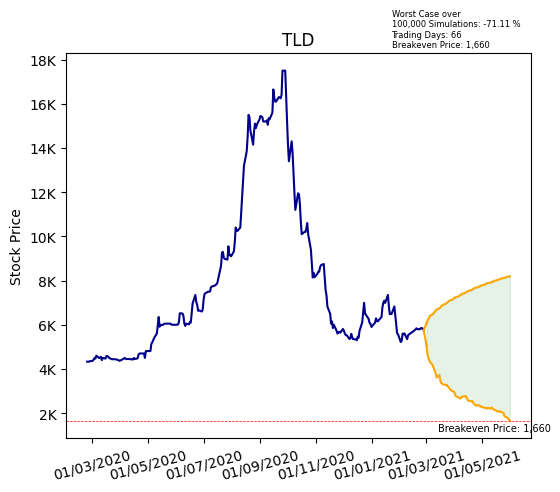 Worst Case over
100,000 Simulations: -71.11 %
Trading Days: 66
Breakeven Price: 1,660
TLD
18K
16K
14K
12K
10K
8K
6K
4K
2K
Stock Price
Breakeven Price: 1,660
01/03/2020
01/05/2020
01/07/2020
01/09/2020
01/11/2020
01/01/2021
01/03/2021
01/05/2021